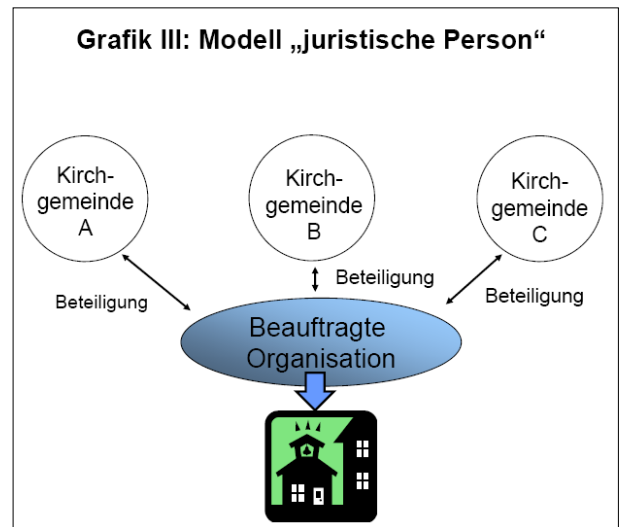 Grafik III: Modell „juristische Person“
Kirch-
gemeinde
A
Kirch-
gemeinde
B
Kirch-
gemeinde
C
Beteiligung
Beteiligung
Beteiligung
Beauftragte
Organisation